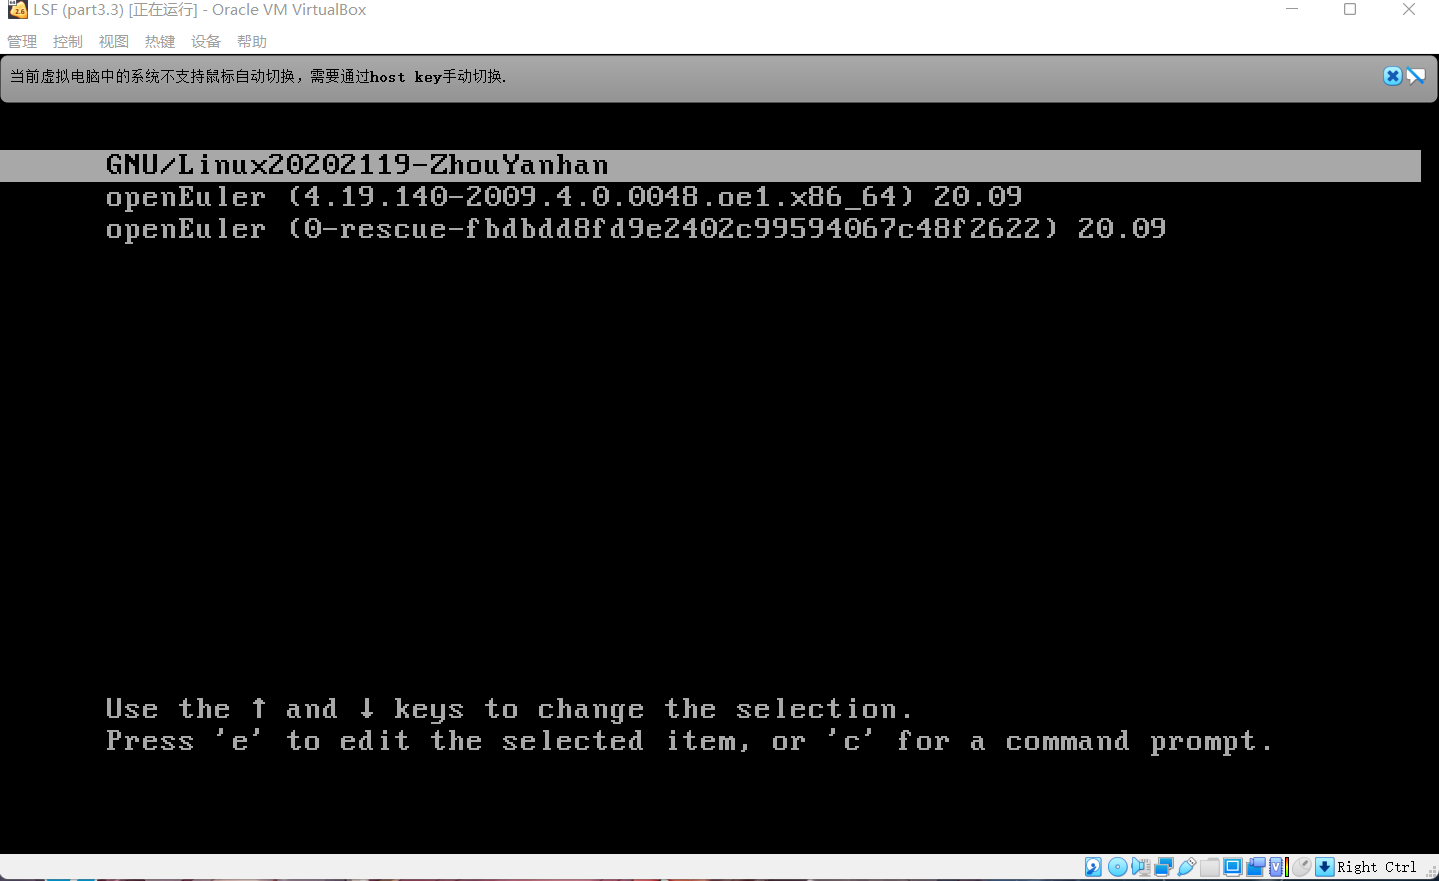 LSF (part3.3) [正在运行] - Oracle VM VirtualBox
管理 控制 视图 热键 设备 帮助
当前虚拟电脑中的系统不支持鼠标自动切换，需要通过host key手动切换.
GNU/Linux20202119-ZhouYanhan
openEuler (4.19.140-2009.4.0.0048.oe1.x86_64) 20.09
openEuler (0-rescue-fbdbdd8fd9e2402c99594067c48f2622) 20.09
Use the ↑ and ↓ keys to change the selection.
Press 'e' to edit the selected item, or 'c' for a command prompt.
Right Ctrl